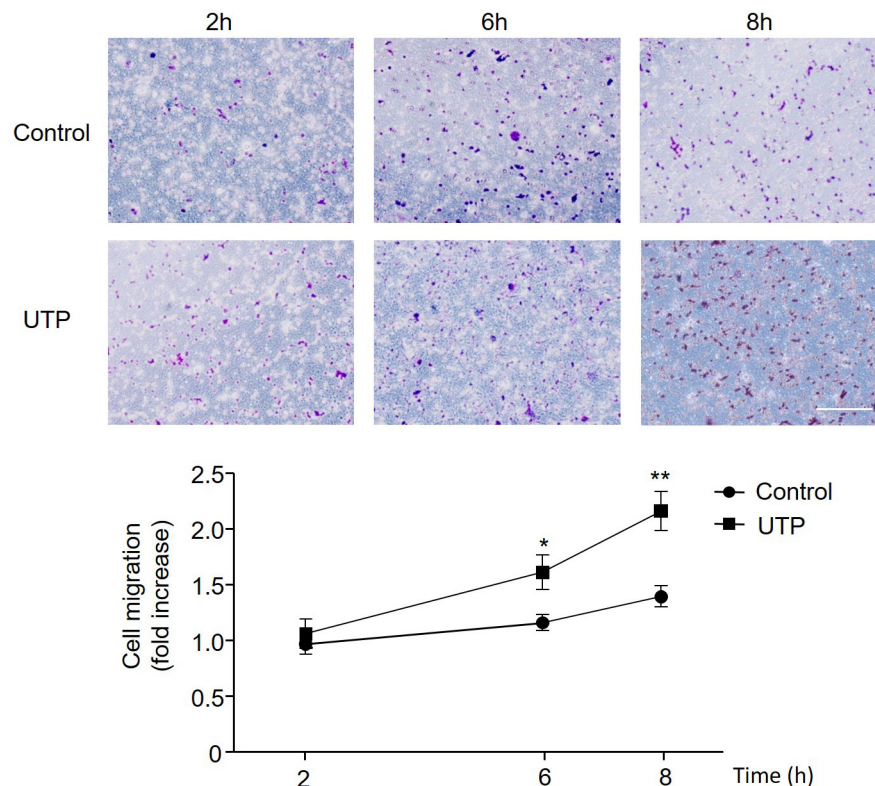 2h 6h 8h
Control
UTP
Cell migration
(fold increase)
2.5
2.0
1.5
1.0
0.5
0
* **
Control
UTP
2 6 8 Time (h)